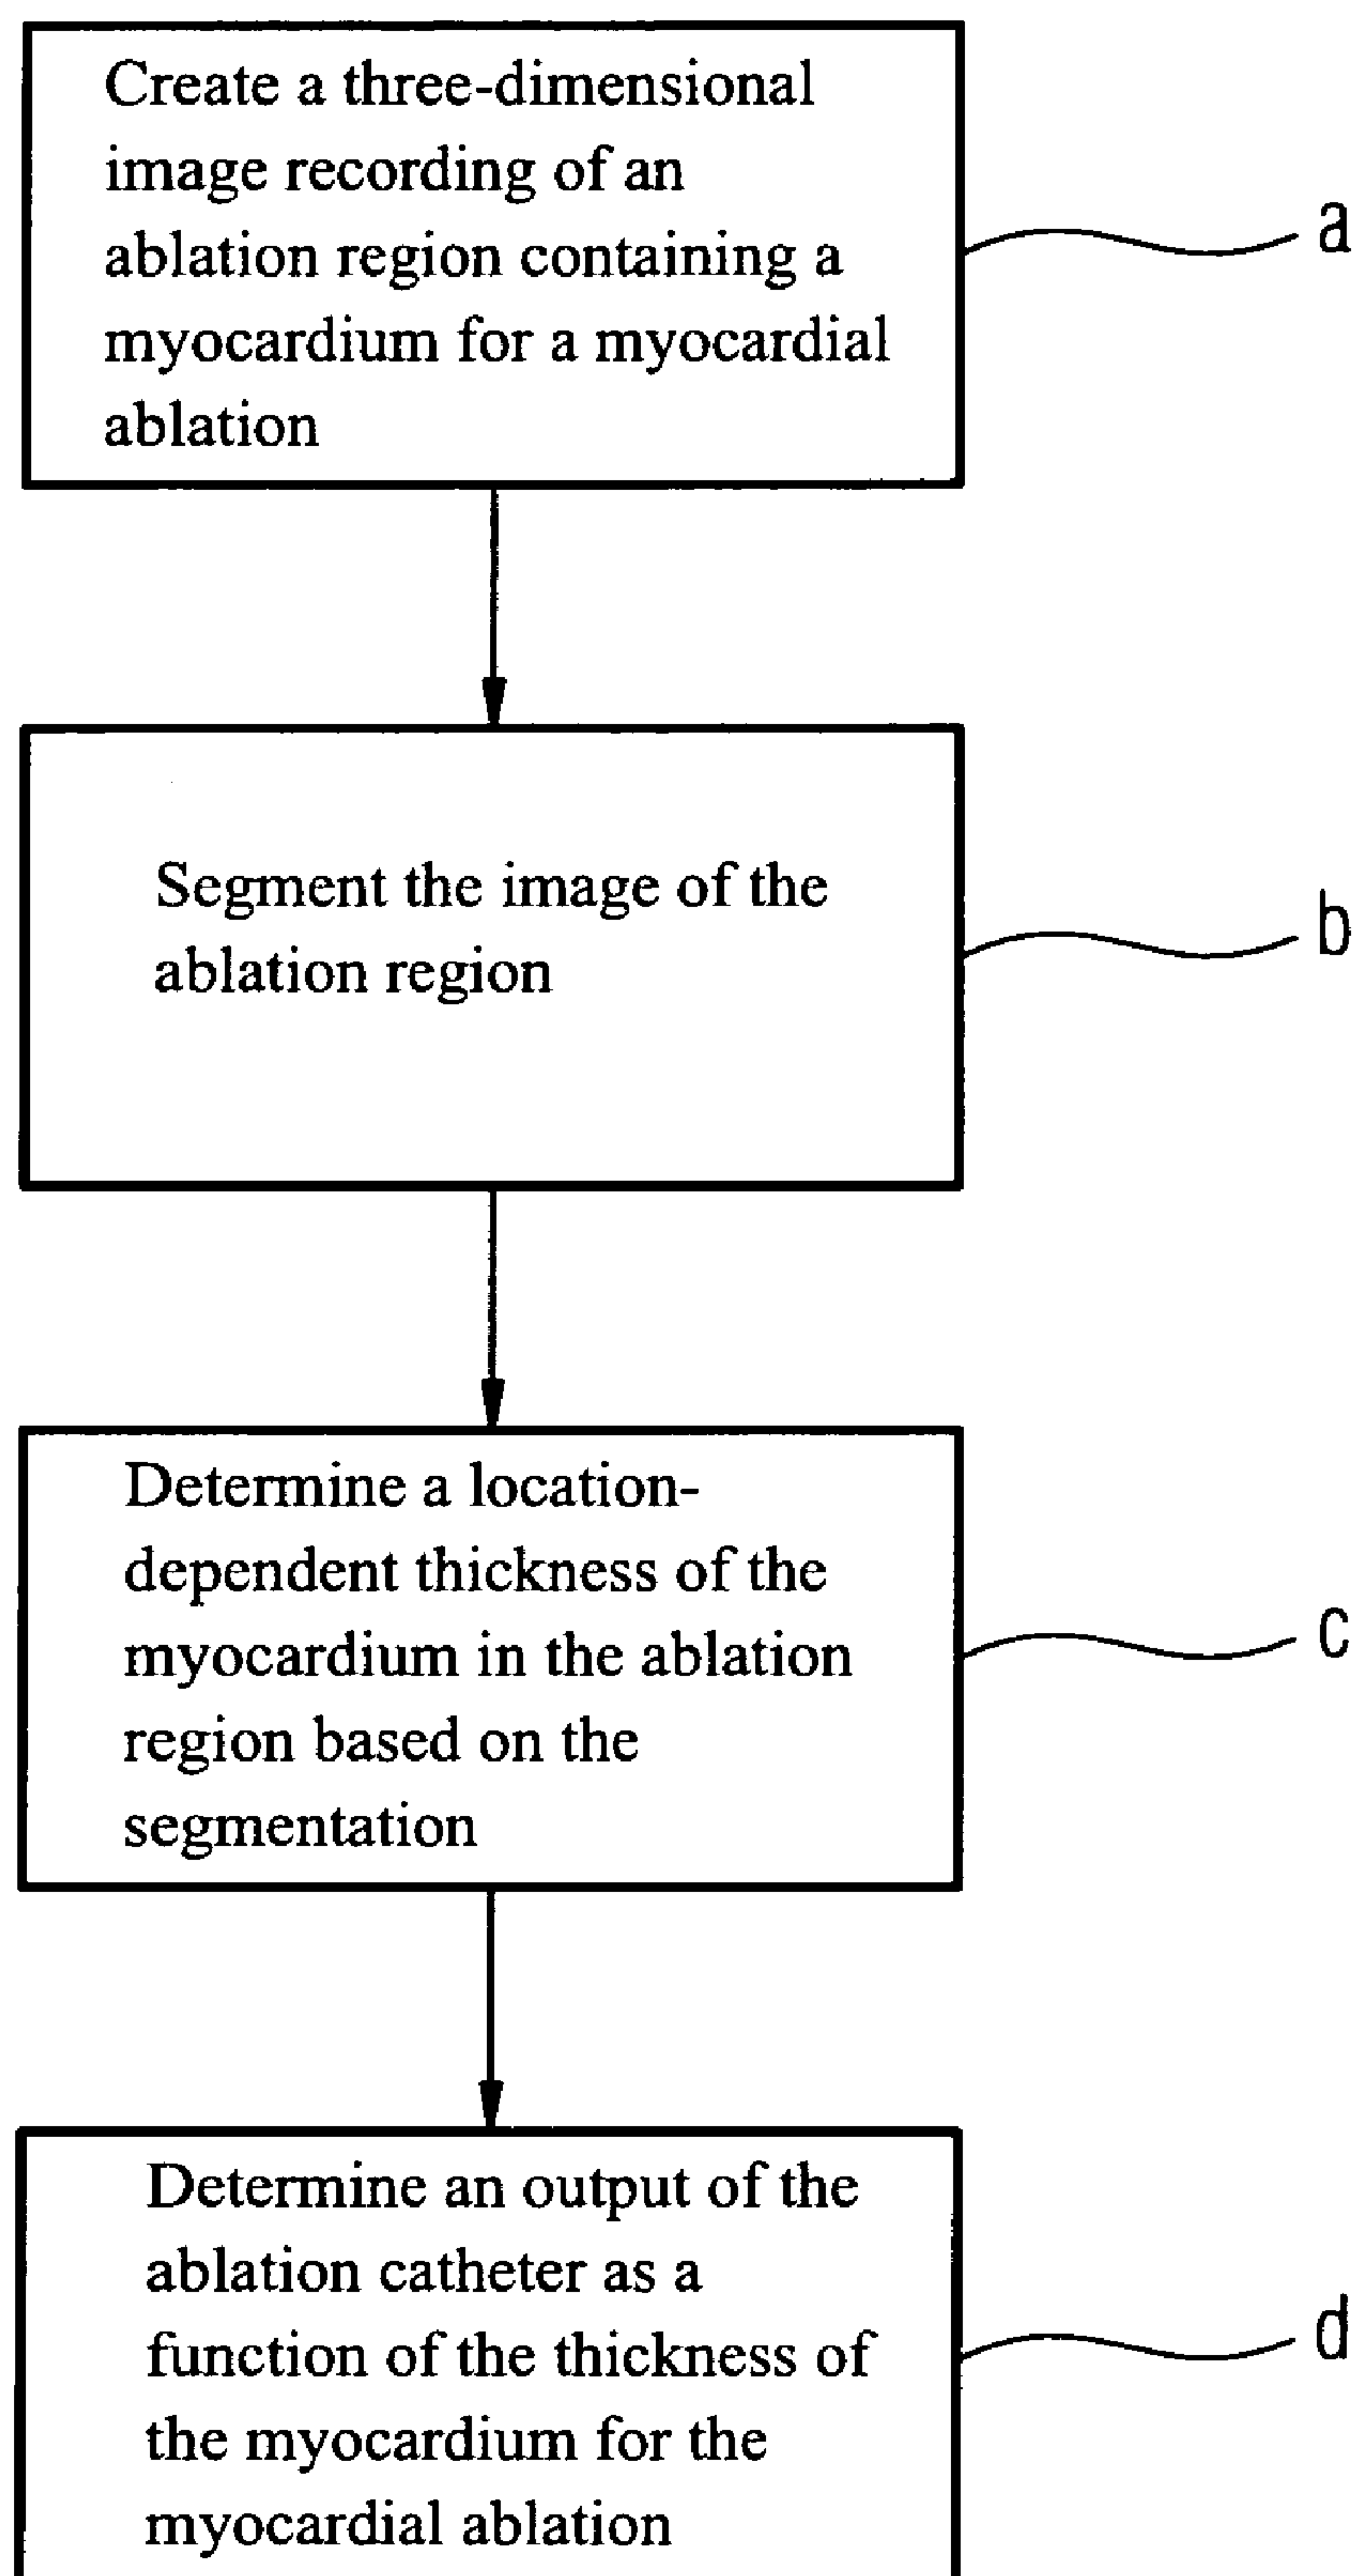 Create a three-dimensional
image recording of an
ablation region containing a
myocardium for a myocardial
ablation
a
Segment the image of the
ablation region
b
Determine a location-
dependent thickness of the
myocardium in the ablation
region based on the
segmentation
c
Determine an output of the
ablation catheter as a
function of the thickness of
the myocardium for the
myocardial ablation
d